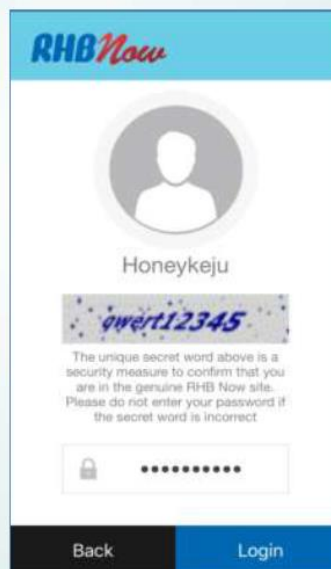 RHBNow
Honeykeju
qwert12345
The unique secret word above is a
security measure to confirm that you
are in the genuine RHB Now site.
Please do not enter your password if
the secret word is incorrect
••••••••••
Back Login